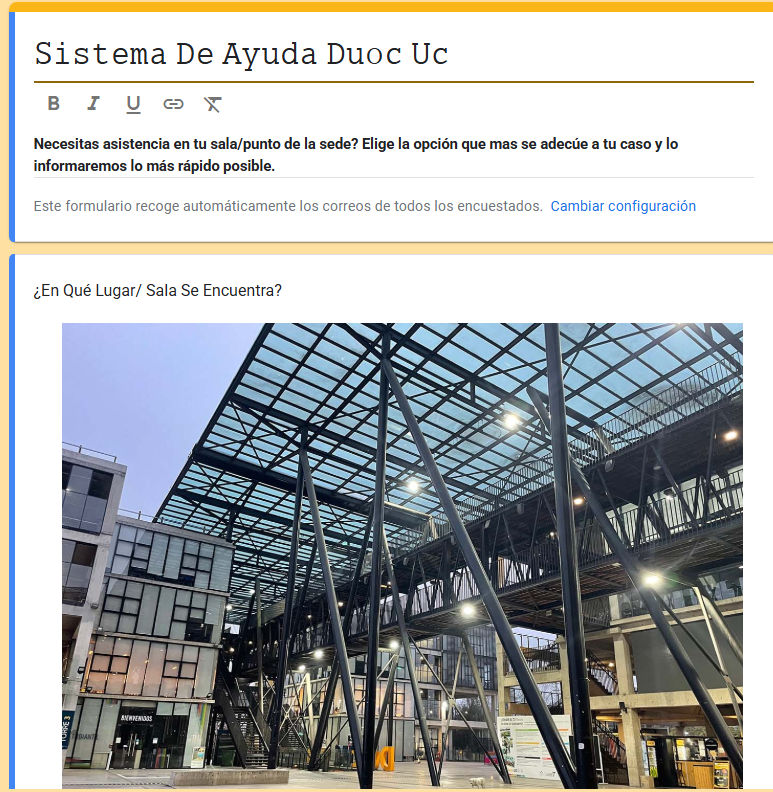 Sistema De Ayuda Duoc Uc
B I U
Necesitas asistencia en tu sala/punto de la sede? Elige la opción que mas se adecúe a tu caso y lo
informaremos lo más rápido posible.
Este formulario recoge automáticamente los correos de todos los encuestados. Cambiar configuración
¿En Qué Lugar/ Sala Se Encuentra?
BIENVENIDOS
TORRE 3